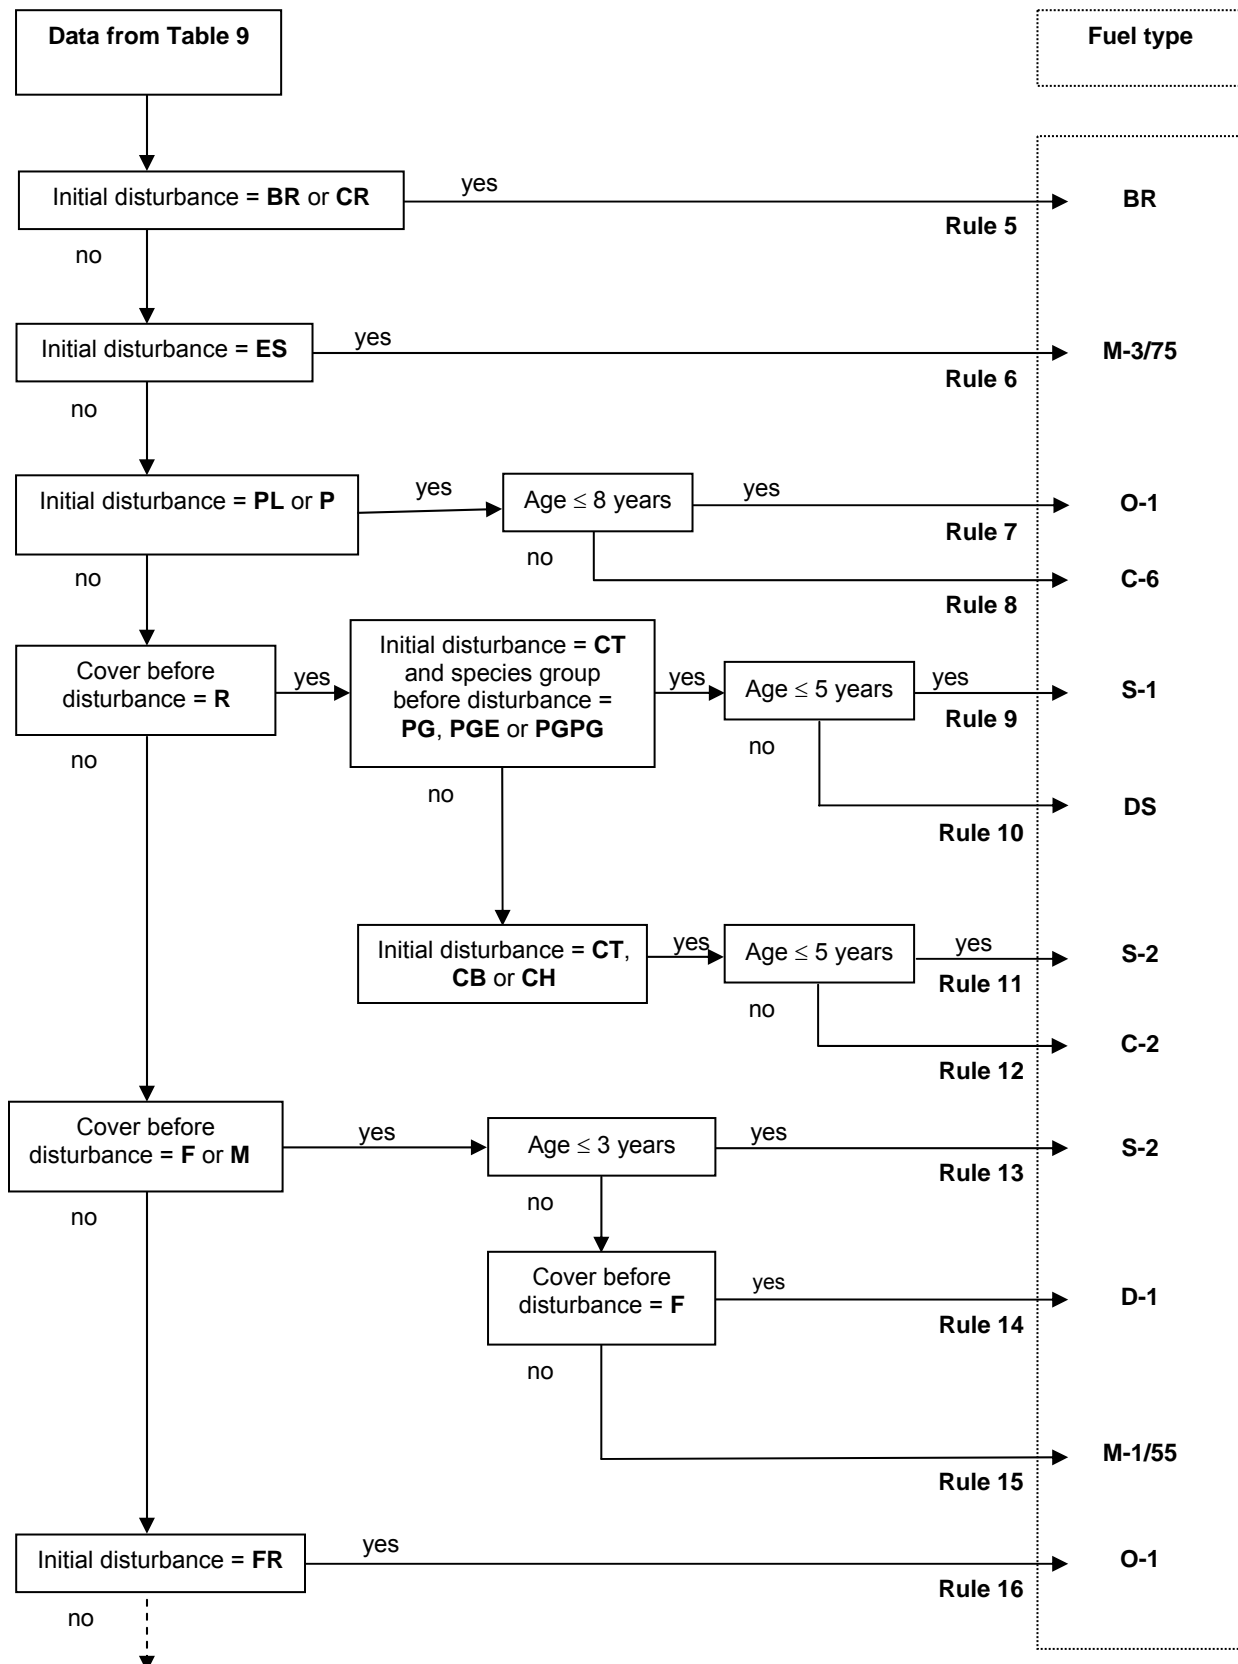 Data from Table 9
Fuel type
Initial disturbance = BR or CR
yes
Rule 5
BR
no
Initial disturbance = ES
yes
Rule 6
M-3/75
no
Initial disturbance = PL or P
yes
Age ≤ 8 years
yes
Rule 7
O-1
no
no
Rule 8
C-6
Cover before
disturbance = R
yes
Initial disturbance = CT
and species group
before disturbance =
PG, PGE or PGPG
yes
Age ≤ 5 years
yes
Rule 9
S-1
no
no
no
Rule 10
DS
Initial disturbance = CT,
CB or CH
yes
Age ≤ 5 years
yes
Rule 11
S-2
no
Rule 12
C-2
Cover before
disturbance = F or M
yes
Age ≤ 3 years
yes
Rule 13
S-2
no
no
Cover before
disturbance = F
yes
Rule 14
D-1
no
Rule 15
M-1/55
Initial disturbance = FR
yes
Rule 16
O-1
no